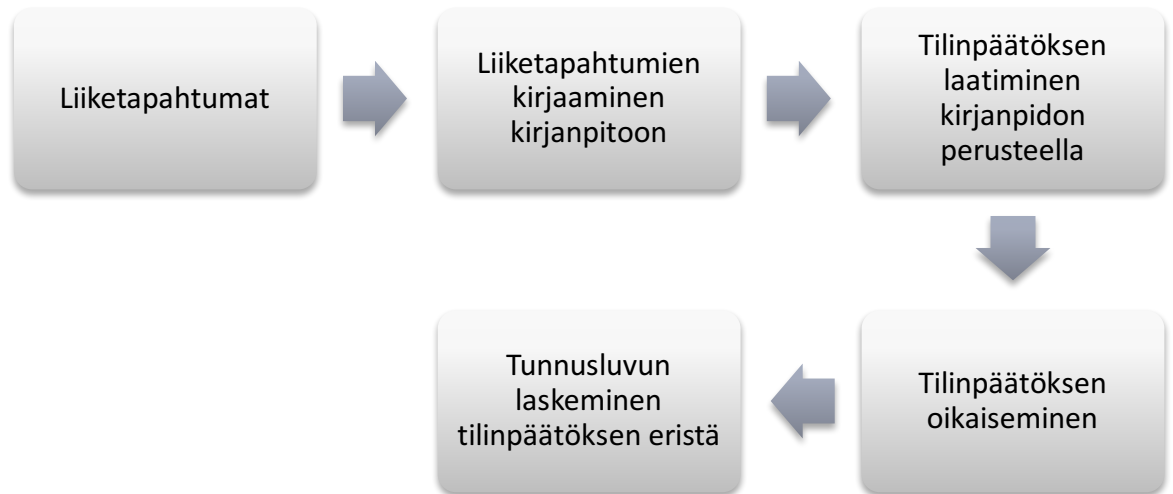 Liiketapahtumat
Liiketapahtumien
kirjaaminen
kirjanpitoon
Tilinpäätöksen
laatiminen
kirjanpidon
perusteella
Tilinpäätöksen
oikaiseminen
Tunnusluvun
laskeminen
tilinpäätöksen eristä